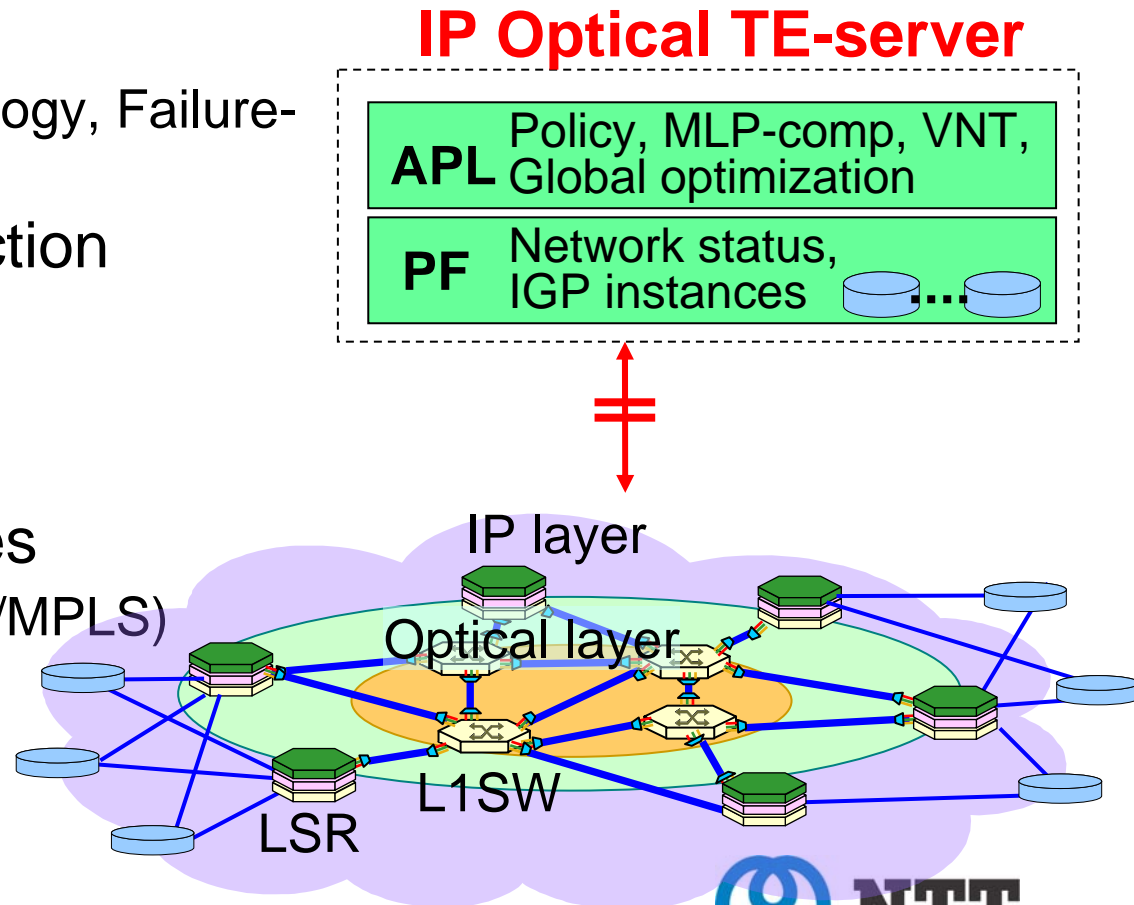 IP Optical TE-server
ogy, Failure-
APL Policy, MLP-comp, VNT,
Global optimization
ction
PF Network status,
IGP instances ....
IP layer
es
/MPLS)
Optical layer
L1SW
LSR
NTT